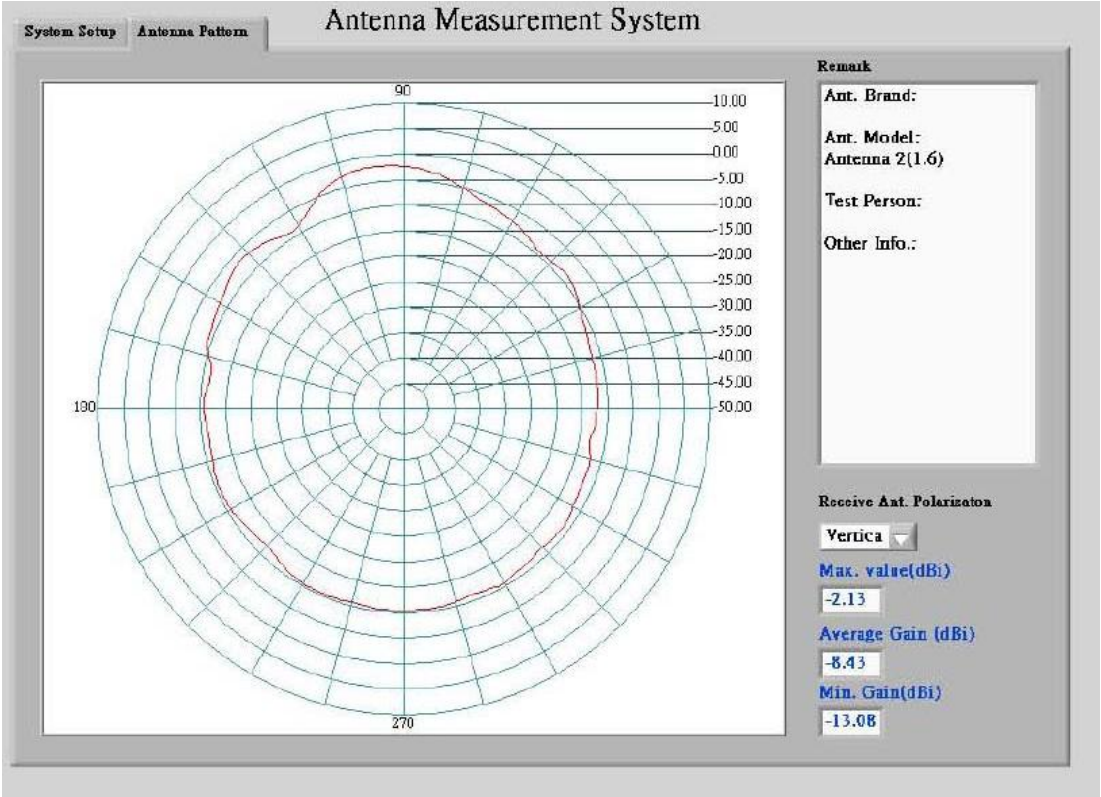 Antenna Measurement System
System Setup
Antenna Pattern
90
10.00
5.00
0.00
-5.00
-10.00
-15.00
-20.00
-25.00
-30.00
-35.00
-40.00
-45.00
-50.00
180
270
Remark
Ant. Brand:
Ant. Model:
Antenna 2(1.6)
Test Person:
Other Info.:
Receive Ant. Polarizaton
Vertica
Max. value(dBi)
-2.13
Average Gain (dBi)
-8.43
Min. Gain(dBi)
-13.08